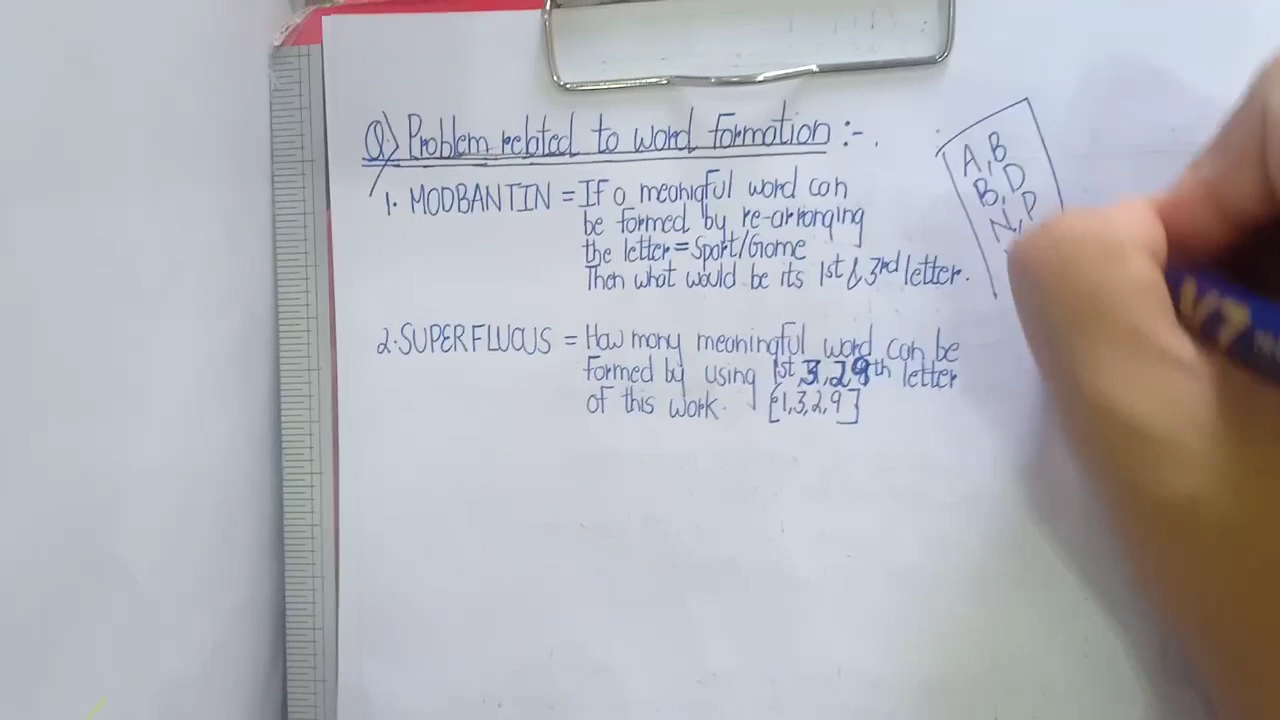 Q) Problem related to word formation :-
1. MODBANTIN = If a meanigful word can
be formed by re-arranging
the letter = Sport/Game
Then what would be its 1st & 3rd letter.
2. SUPERFLUOUS = How many meaningful word can be
formed by using 1st, 3, 2, 9th letter
of this work. [1,3,2,9]
A, B
B, D
N, P
V7